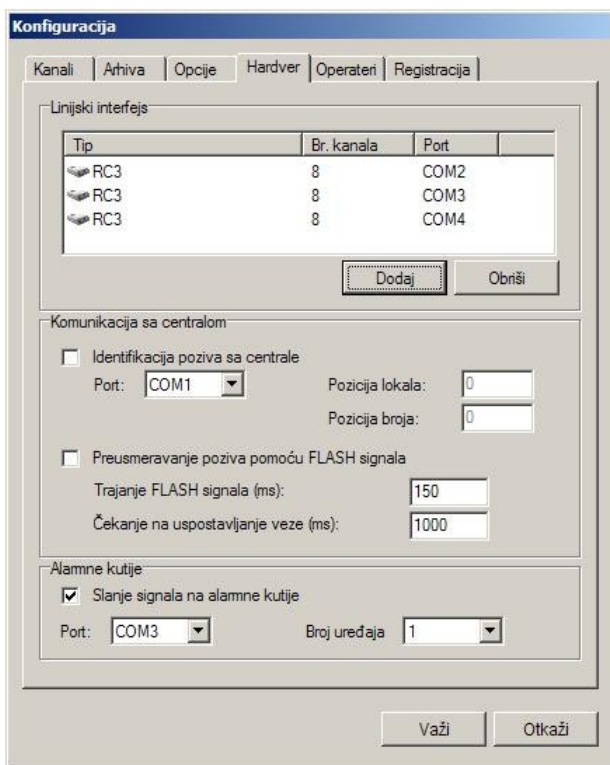 Konfiguracija
Kanali Arhiva Opcije Hardver Operateri Registracija
Linijski interfejs
Tip Br. kanala Port
RC3 8 COM2
RC3 8 COM3
RC3 8 COM4
Dodaj Obriši
Komunikacija sa centralom
Identifikacija poziva sa centrale
Port: COM1 Pozicija lokala: 0
Pozicija broja: 0
Preusmeravanje poziva pomoću FLASH signala
Trajanje FLASH signala (ms): 150
Čekanje na uspostavljanje veze (ms): 1000
Alarmne kutije
Slanje signala na alarmne kutije
Port: COM3 Broj uređaja 1
Važi Otkaži